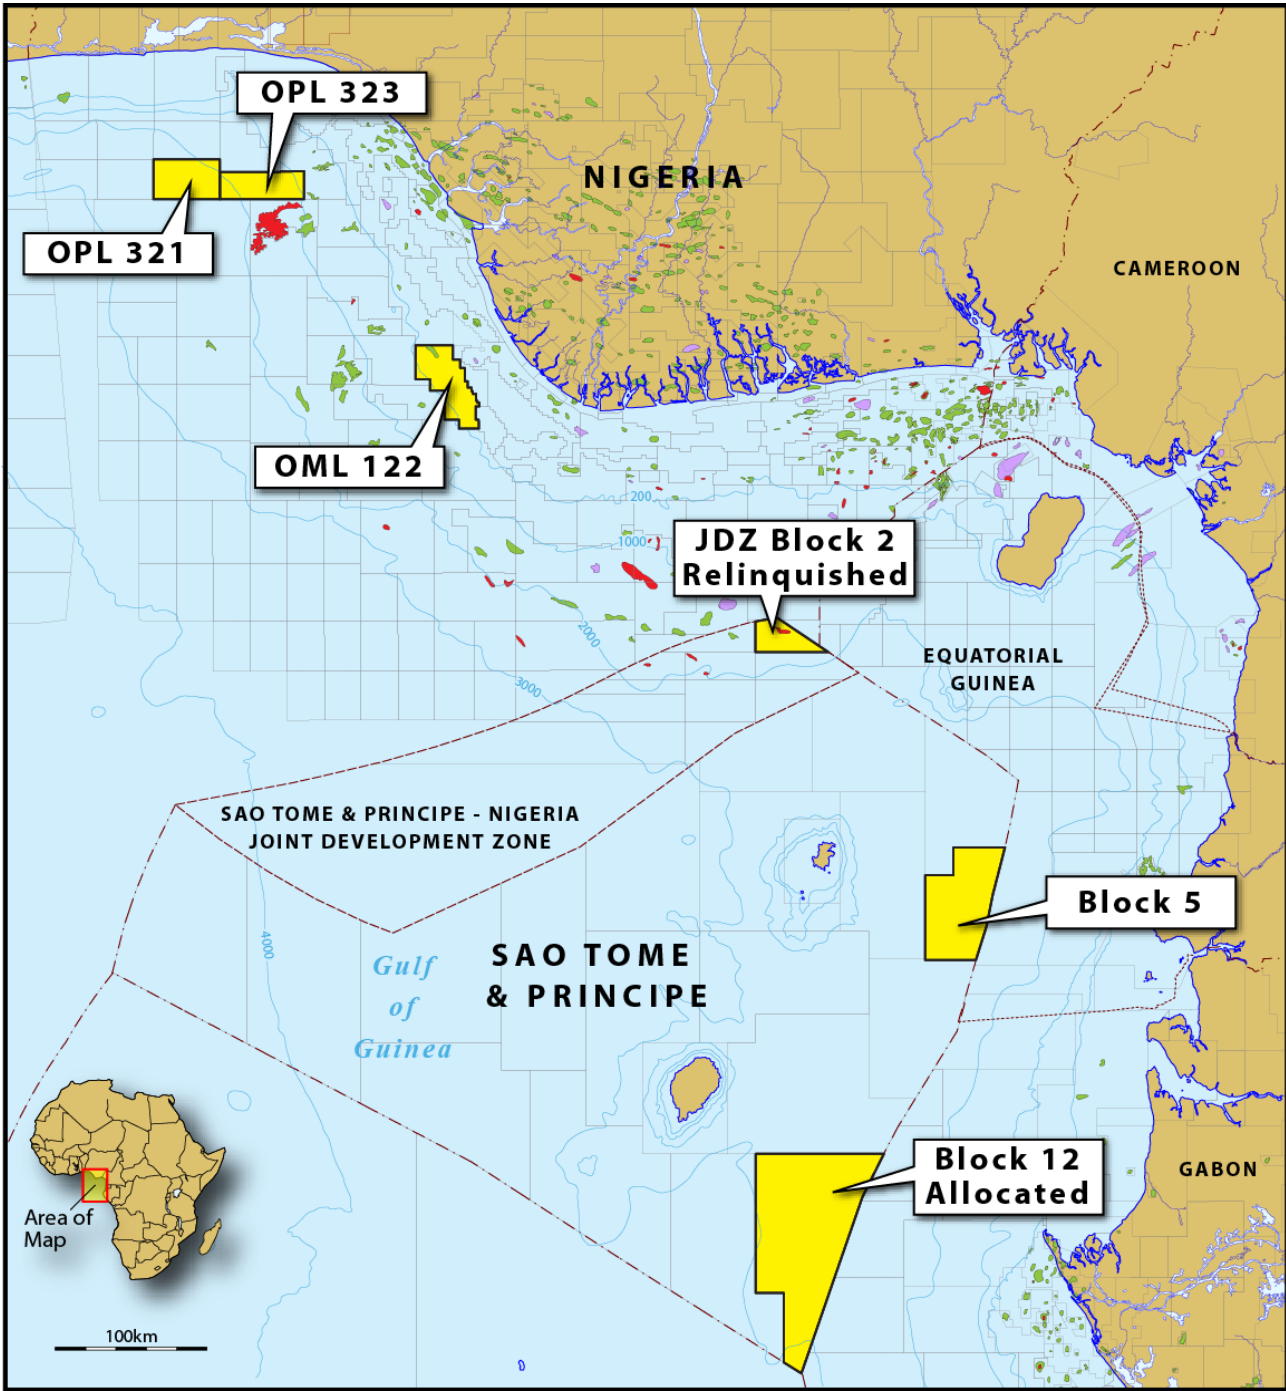 OPL 323
NIGERIA
OPL 321
CAMEROON
OML 122
200
JDZ Block 2
Relinquished
1000
2000
EQUATORIAL
GUINEA
3000
SAO TOME & PRINCIPE - NIGERIA
JOINT DEVELOPMENT ZONE
Block 5
4000
SAO TOME
& PRINCIPE
Gulf
of
Guinea
Block 12
Allocated
GABON
Area of
Map
100km